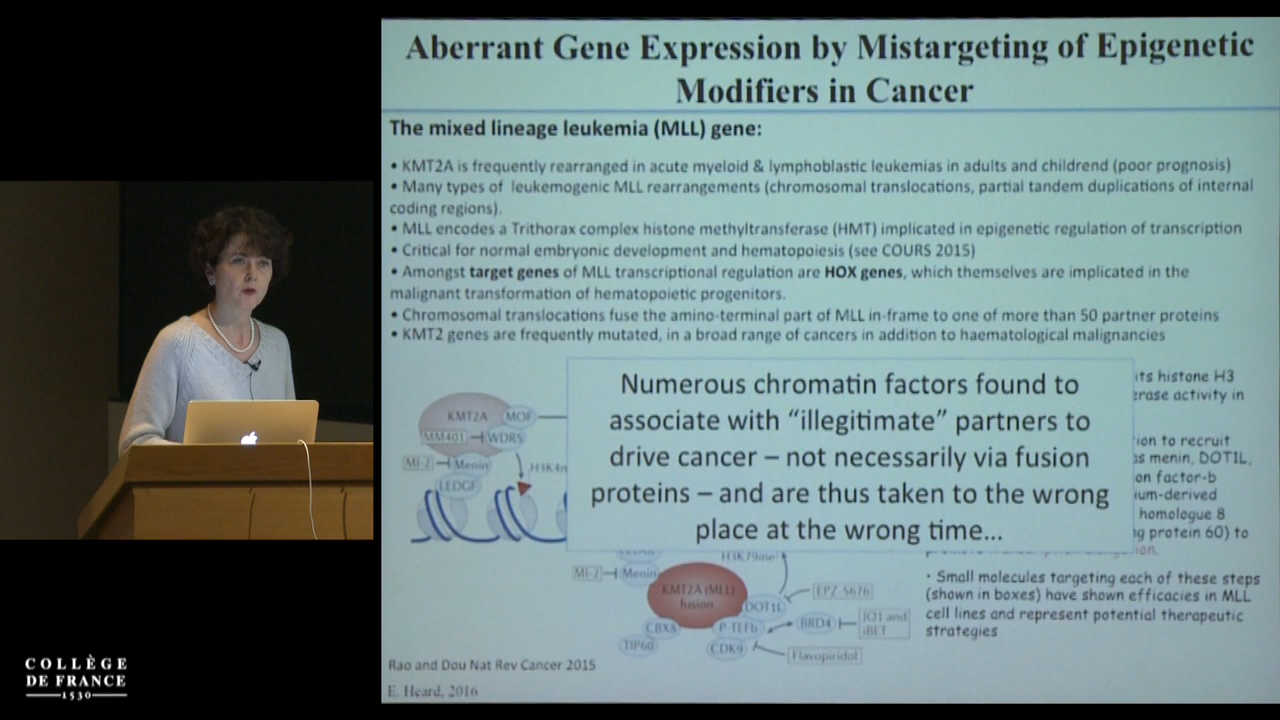 Aberrant Gene Expression by Mistargeting of Epigenetic
Modifiers in Cancer
The mixed lineage leukemia (MLL) gene:
• KMT2A is frequently rearranged in acute myeloid & lymphoblastic leukemias in adults and childrend (poor prognosis)
• Many types of leukemogenic MLL rearrangements (chromosomal translocations, partial tandem duplications of internal
coding regions).
• MLL encodes a Trithorax complex histone methyltransferase (HMT) implicated in epigenetic regulation of transcription
• Critical for normal embryonic development and hematopoiesis (see COURS 2015)
• Amongst target genes of MLL transcriptional regulation are HOX genes, which themselves are implicated in the
malignant transformation of hematopoietic progenitors.
• Chromosomal translocations fuse the amino-terminal part of MLL in-frame to one of more than 50 partner proteins
• KMT2 genes are frequently mutated, in a broad range of cancers in addition to haematological malignancies
Numerous chromatin factors found to
associate with “illegitimate” partners to
drive cancer – not necessarily via fusion
proteins – and are thus taken to the wrong
place at the wrong time...
its histone H3
erase activity in
ion to recruit
as menin, DOT1L,
on factor-b
ium-derived
homologue 8
ng protein 60) to
• Small molecules targeting each of these steps
(shown in boxes) have shown efficacies in MLL
cell lines and represent potential therapeutic
strategies
KMT2A MOF
MM401 WDR5
MI-2 Menin
LEDGF
MI-2 Menin
H3K79me
KMT2A (MLL)
fusion
DOT1L
EPZ-5676
CBX8
P-TEFb
BRD4
JQ1 and
iBET
TIP60
CDK9
Flavopiridol
Rao and Dou Nat Rev Cancer 2015
E. Heard, 2016
COLLÈGE
DE FRANCE
1530